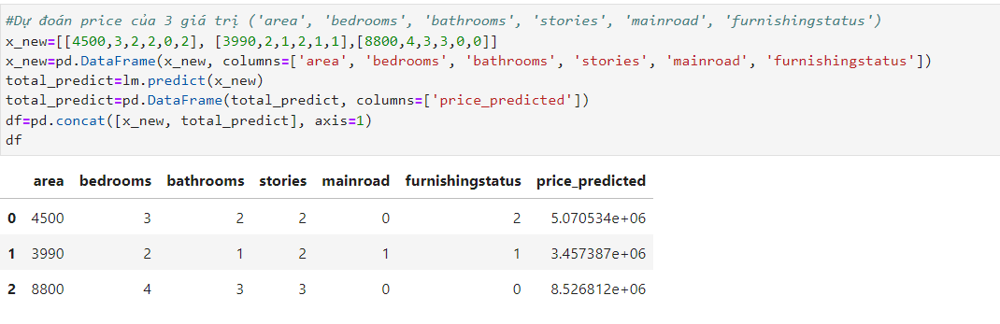 #Dự đoán price của 3 giá trị ('area', 'bedrooms', 'bathrooms', 'stories', 'mainroad', 'furnishingstatus')
x_new=[[4500,3,2,2,0,2], [3990,2,1,2,1,1],[8800,4,3,3,0,0]]
x_new=pd.DataFrame(x_new, columns=['area', 'bedrooms', 'bathrooms', 'stories', 'mainroad', 'furnishingstatus'])
total_predict=lm.predict(x_new)
total_predict=pd.DataFrame(total_predict, columns=['price_predicted'])
df=pd.concat([x_new, total_predict], axis=1)
df
area bedrooms bathrooms stories mainroad furnishingstatus price_predicted
0 4500 3 2 2 0 2 5.070534e+06
1 3990 2 1 2 1 1 3.457387e+06
2 8800 4 3 3 0 0 8.526812e+06